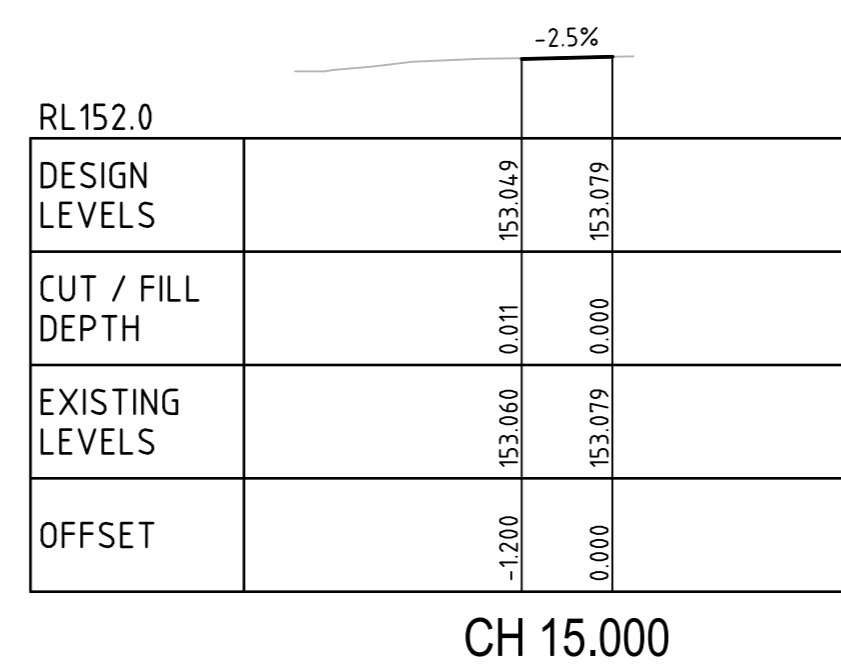 -2.5%
RL152.0
DESIGN
LEVELS
153.049
153.079
CUT / FILL
DEPTH
0.011
0.000
EXISTING
LEVELS
153.060
153.079
OFFSET
-1.200
0.000
CH 15.000